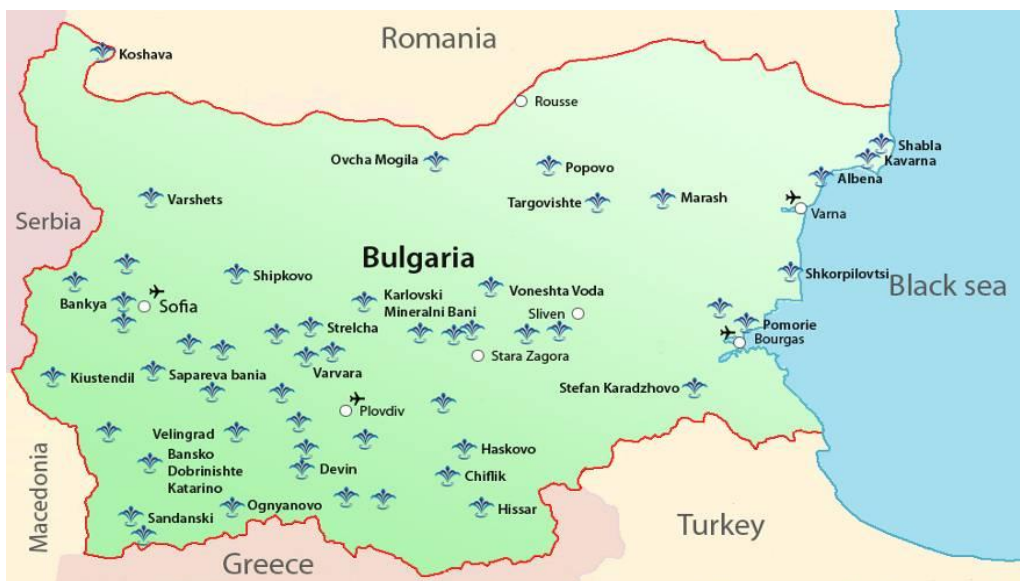 Romania
Koshava
Rousse
Ovcha Mogila
Popovo
Shabla
Kavarna
Albena
Varshets
Targovishte
Marash
Varna
Serbia
Bulgaria
Shipkovo
Shkorpilovtsi
Black sea
Bankya
Sofia
Karlovski
Mineralni Bani
Voneshta Voda
Sliven
Strelcha
Pomorie
Bourgas
Stara Zagora
Kiustendil
Sapareva bania
Varvara
Stefan Karadzhovo
Plovdiv
Velingrad
Bansko
Dobrinishte
Katarino
Haskovo
Devin
Chiflik
Macedonia
Ognyanovo
Hissar
Sandanski
Turkey
Greece